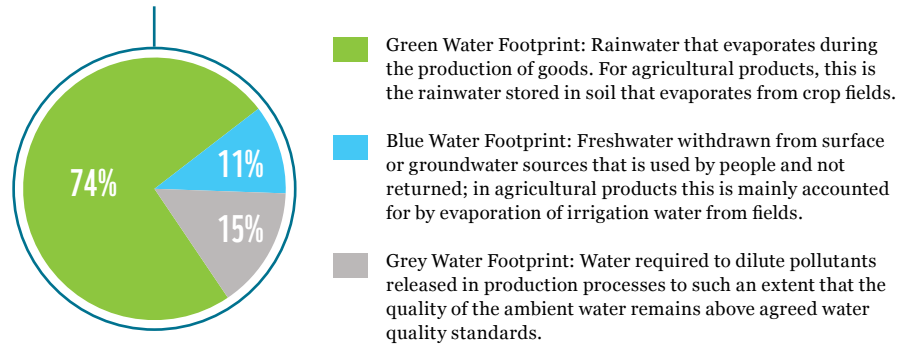 74%
11%
15%
Green Water Footprint: Rainwater that evaporates during
the production of goods. For agricultural products, this is
the rainwater stored in soil that evaporates from crop fields.
Blue Water Footprint: Freshwater withdrawn from surface
or groundwater sources that is used by people and not
returned; in agricultural products this is mainly accounted
for by evaporation of irrigation water from fields.
Grey Water Footprint: Water required to dilute pollutants
released in production processes to such an extent that the
quality of the ambient water remains above agreed water
quality standards.